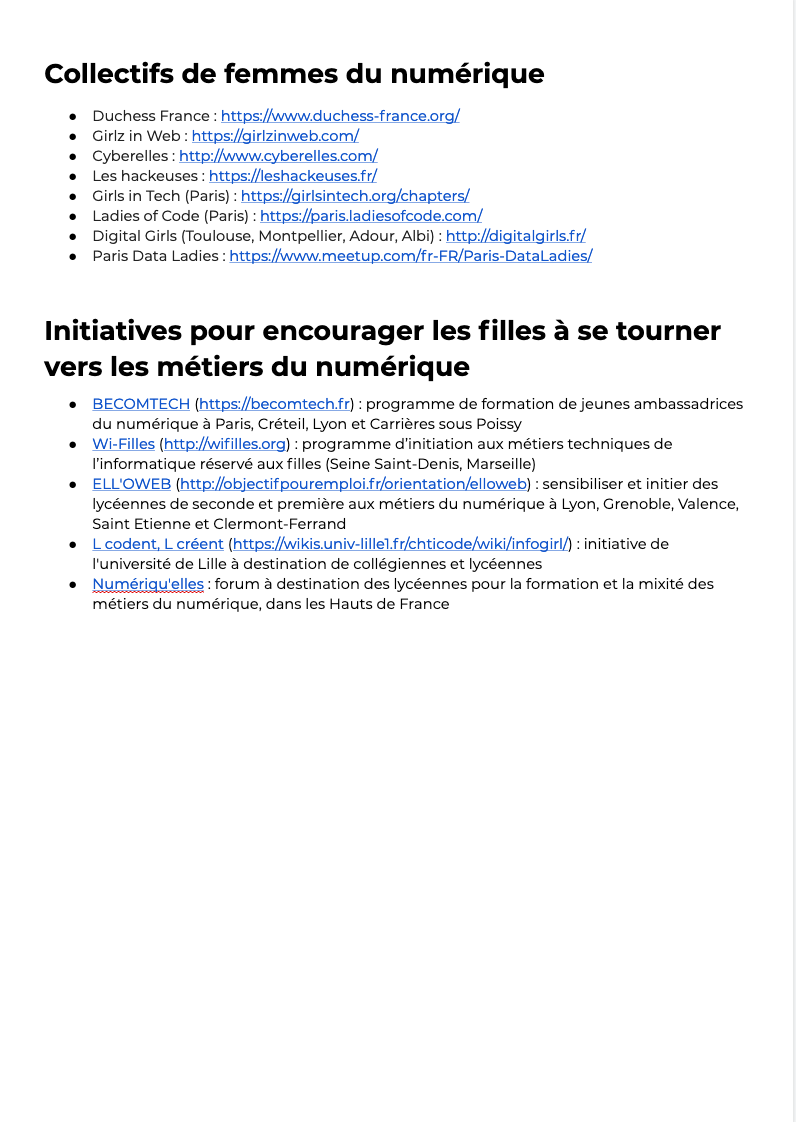 Collectifs de femmes du numérique
● Duchess France : https://www.duchess-france.org/
● Girlz in Web : https://girlzinweb.com/
● Cyberelles : http://www.cyberelles.com/
● Les hackeuses : https://leshackeuses.fr/
● Girls in Tech (Paris) : https://girlsintech.org/chapters/
● Ladies of Code (Paris) : https://paris.ladiesofcode.com/
● Digital Girls (Toulouse, Montpellier, Adour, Albi) : http://digitalgirls.fr/
● Paris Data Ladies : https://www.meetup.com/fr-FR/Paris-DataLadies/
Initiatives pour encourager les filles à se tourner
vers les métiers du numérique
● BECOMTECH (https://becomtech.fr) : programme de formation de jeunes ambassadrices
du numérique à Paris, Créteil, Lyon et Carrières sous Poissy
● Wi-Filles (http://wifilles.org) : programme d’initiation aux métiers techniques de
l’informatique réservé aux filles (Seine Saint-Denis, Marseille)
● ELL'OWEB (http://objectifpouremploi.fr/orientation/elloweb) : sensibiliser et initier des
lycéennes de seconde et première aux métiers du numérique à Lyon, Grenoble, Valence,
Saint Etienne et Clermont-Ferrand
● L codent, L créent (https://wikis.univ-lille1.fr/chticode/wiki/infogirl/) : initiative de
l'université de Lille à destination de collégiennes et lycéennes
● Numériqu'elles : forum à destination des lycéennes pour la formation et la mixité des
métiers du numérique, dans les Hauts de France